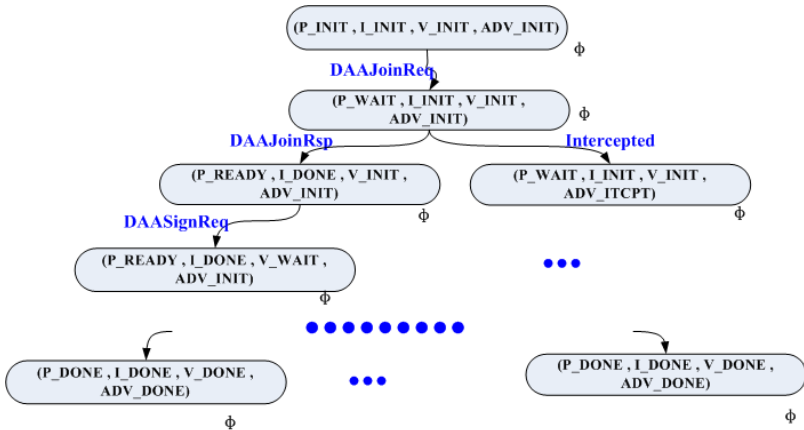 (P_INIT , I_INIT , V_INIT , ADV_INIT)
ϕ
DAAJoinReq
(P_WAIT , I_INIT , V_INIT ,
ADV_INIT)
ϕ
DAAJoinRsp
Intercepted
(P_READY , I_DONE , V_INIT ,
ADV_INIT)
ϕ
(P_WAIT , I_INIT , V_INIT ,
ADV_ITCPT)
ϕ
DAASignReq
(P_READY , I_DONE , V_WAIT ,
ADV_INIT)
ϕ
(P_DONE , I_DONE , V_DONE ,
ADV_DONE)
ϕ
(P_DONE , I_DONE , V_DONE ,
ADV_DONE)
ϕ